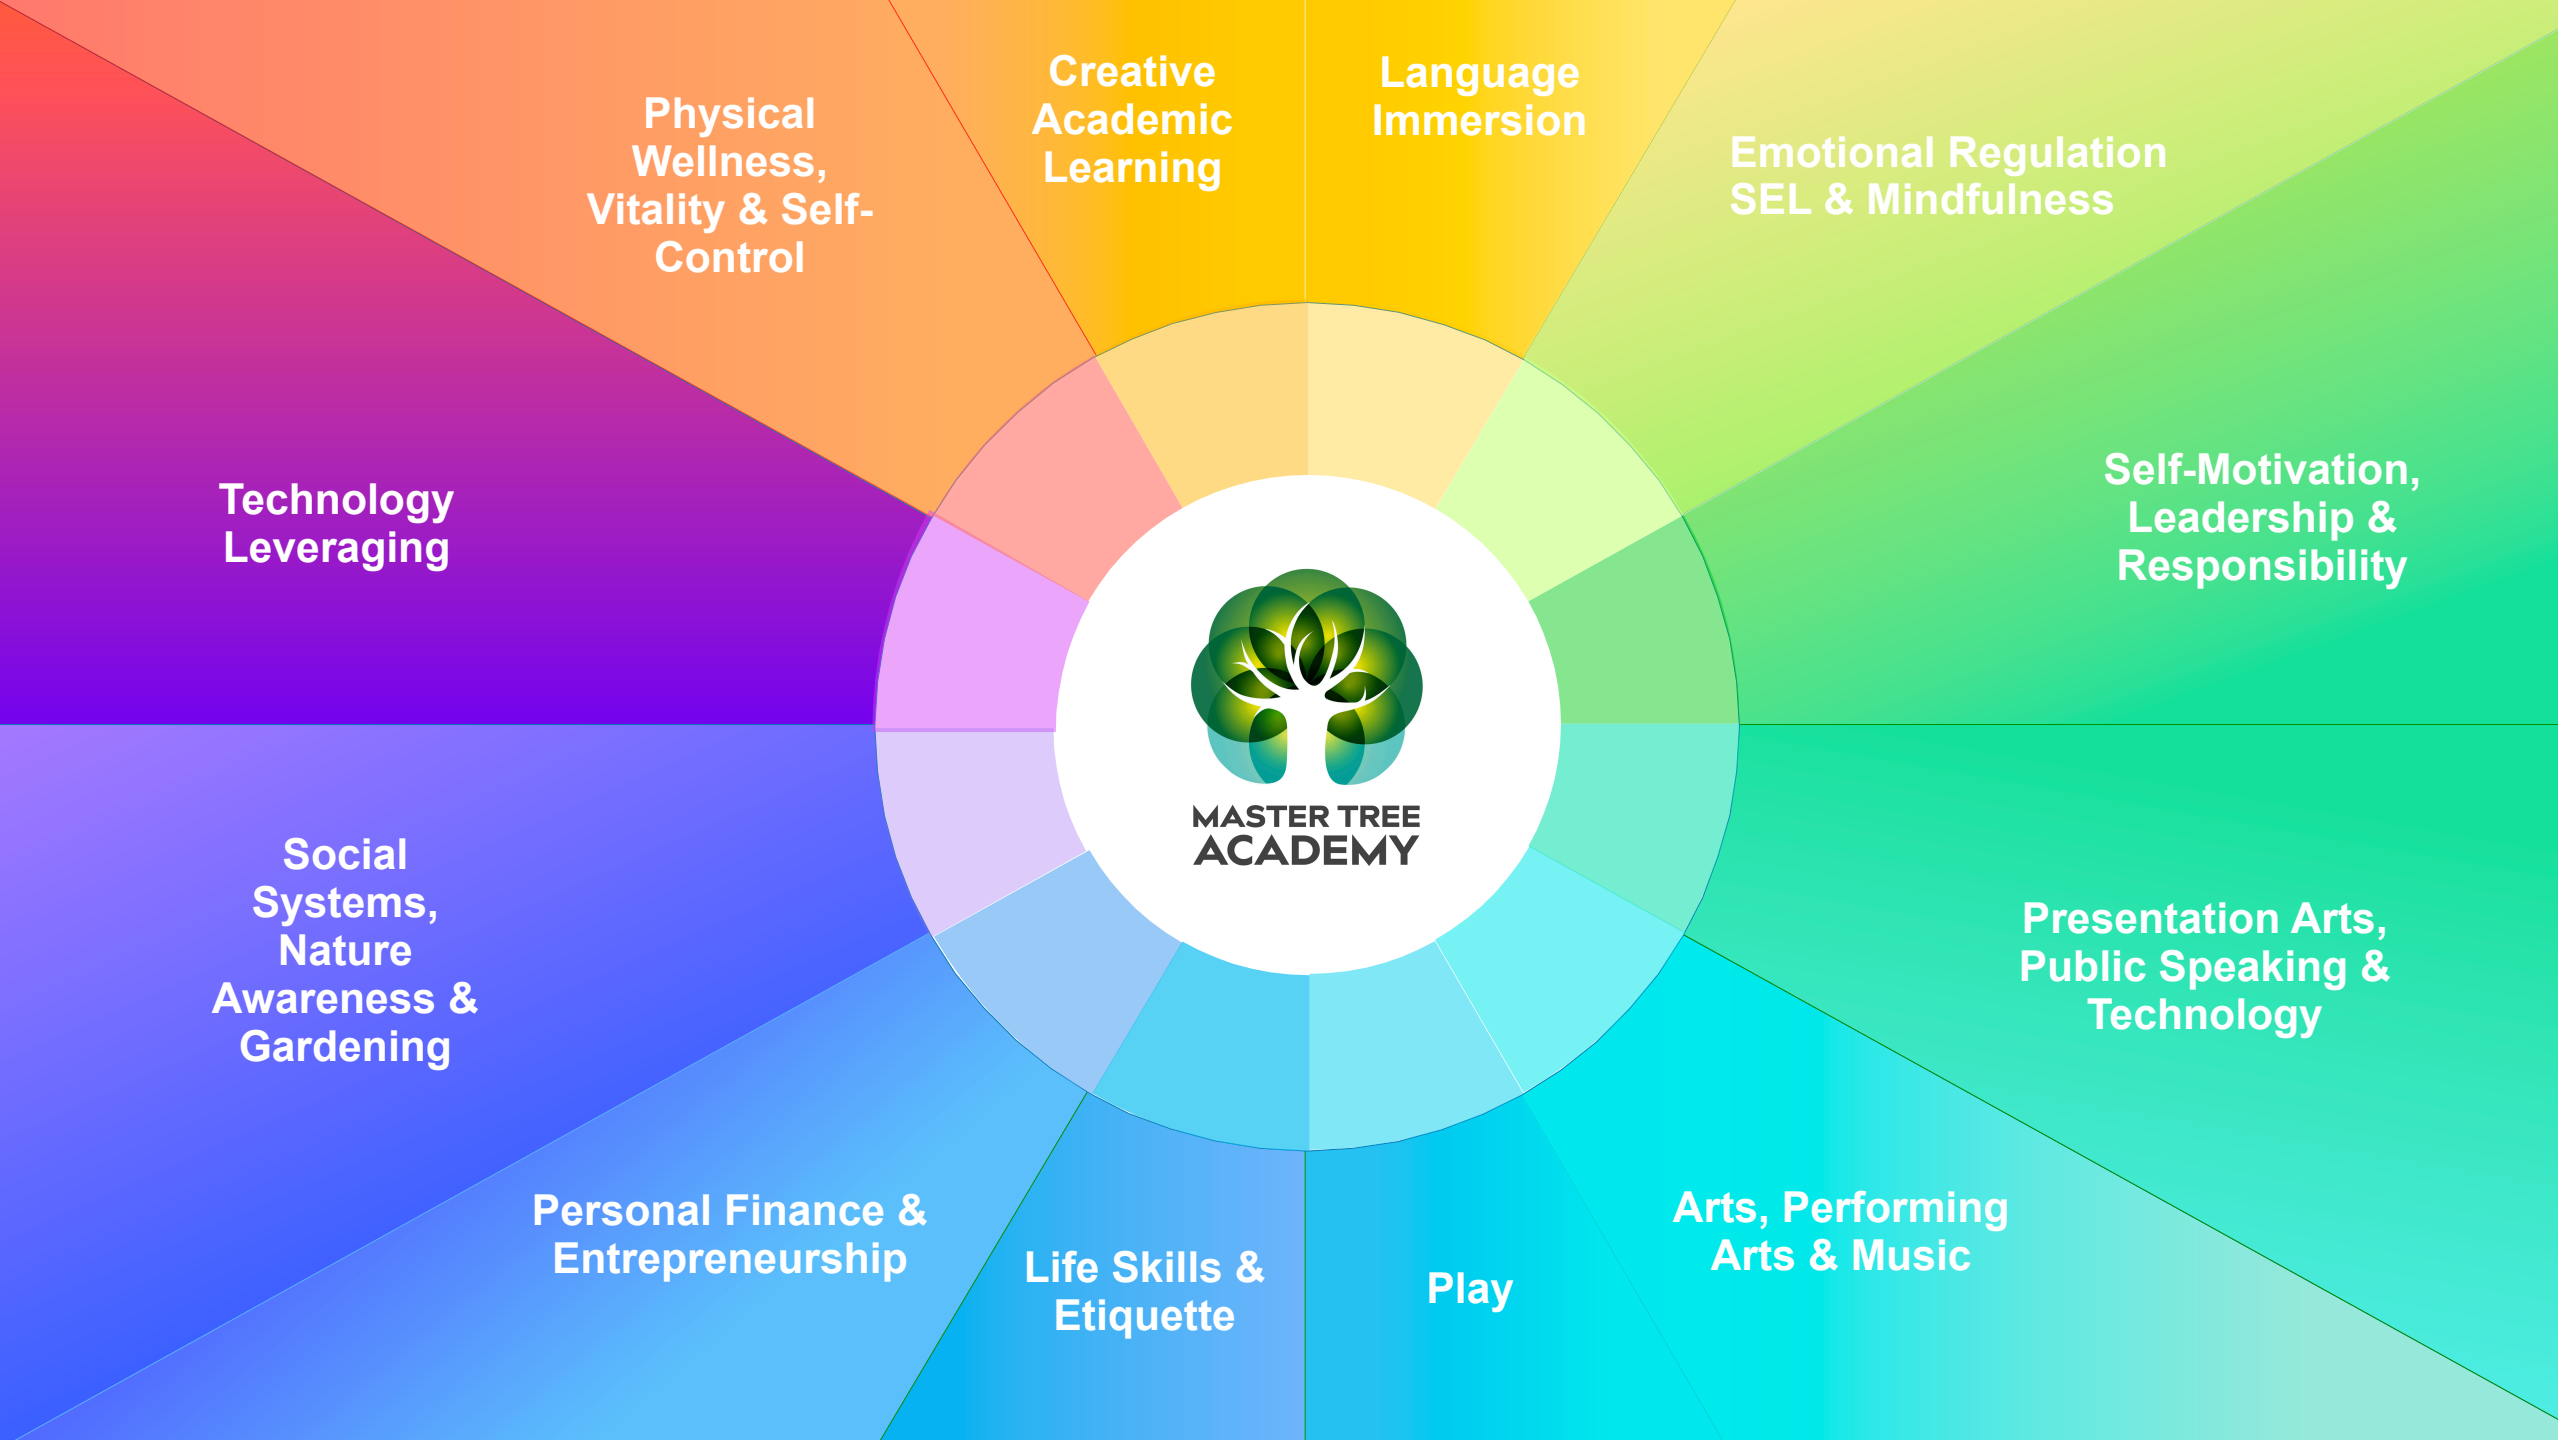 Creative
Academic
Learning
Language
Immersion
Emotional Regulation
SEL & Mindfulness
Self-Motivation,
Leadership &
Responsibility
Presentation Arts,
Public Speaking &
Technology
Arts, Performing
Arts & Music
Play
Life Skills &
Etiquette
Personal Finance &
Entrepreneurship
Social
Systems,
Nature
Awareness &
Gardening
Technology
Leveraging
Physical
Wellness,
Vitality & Self-
Control
MASTER TREE
ACADEMY